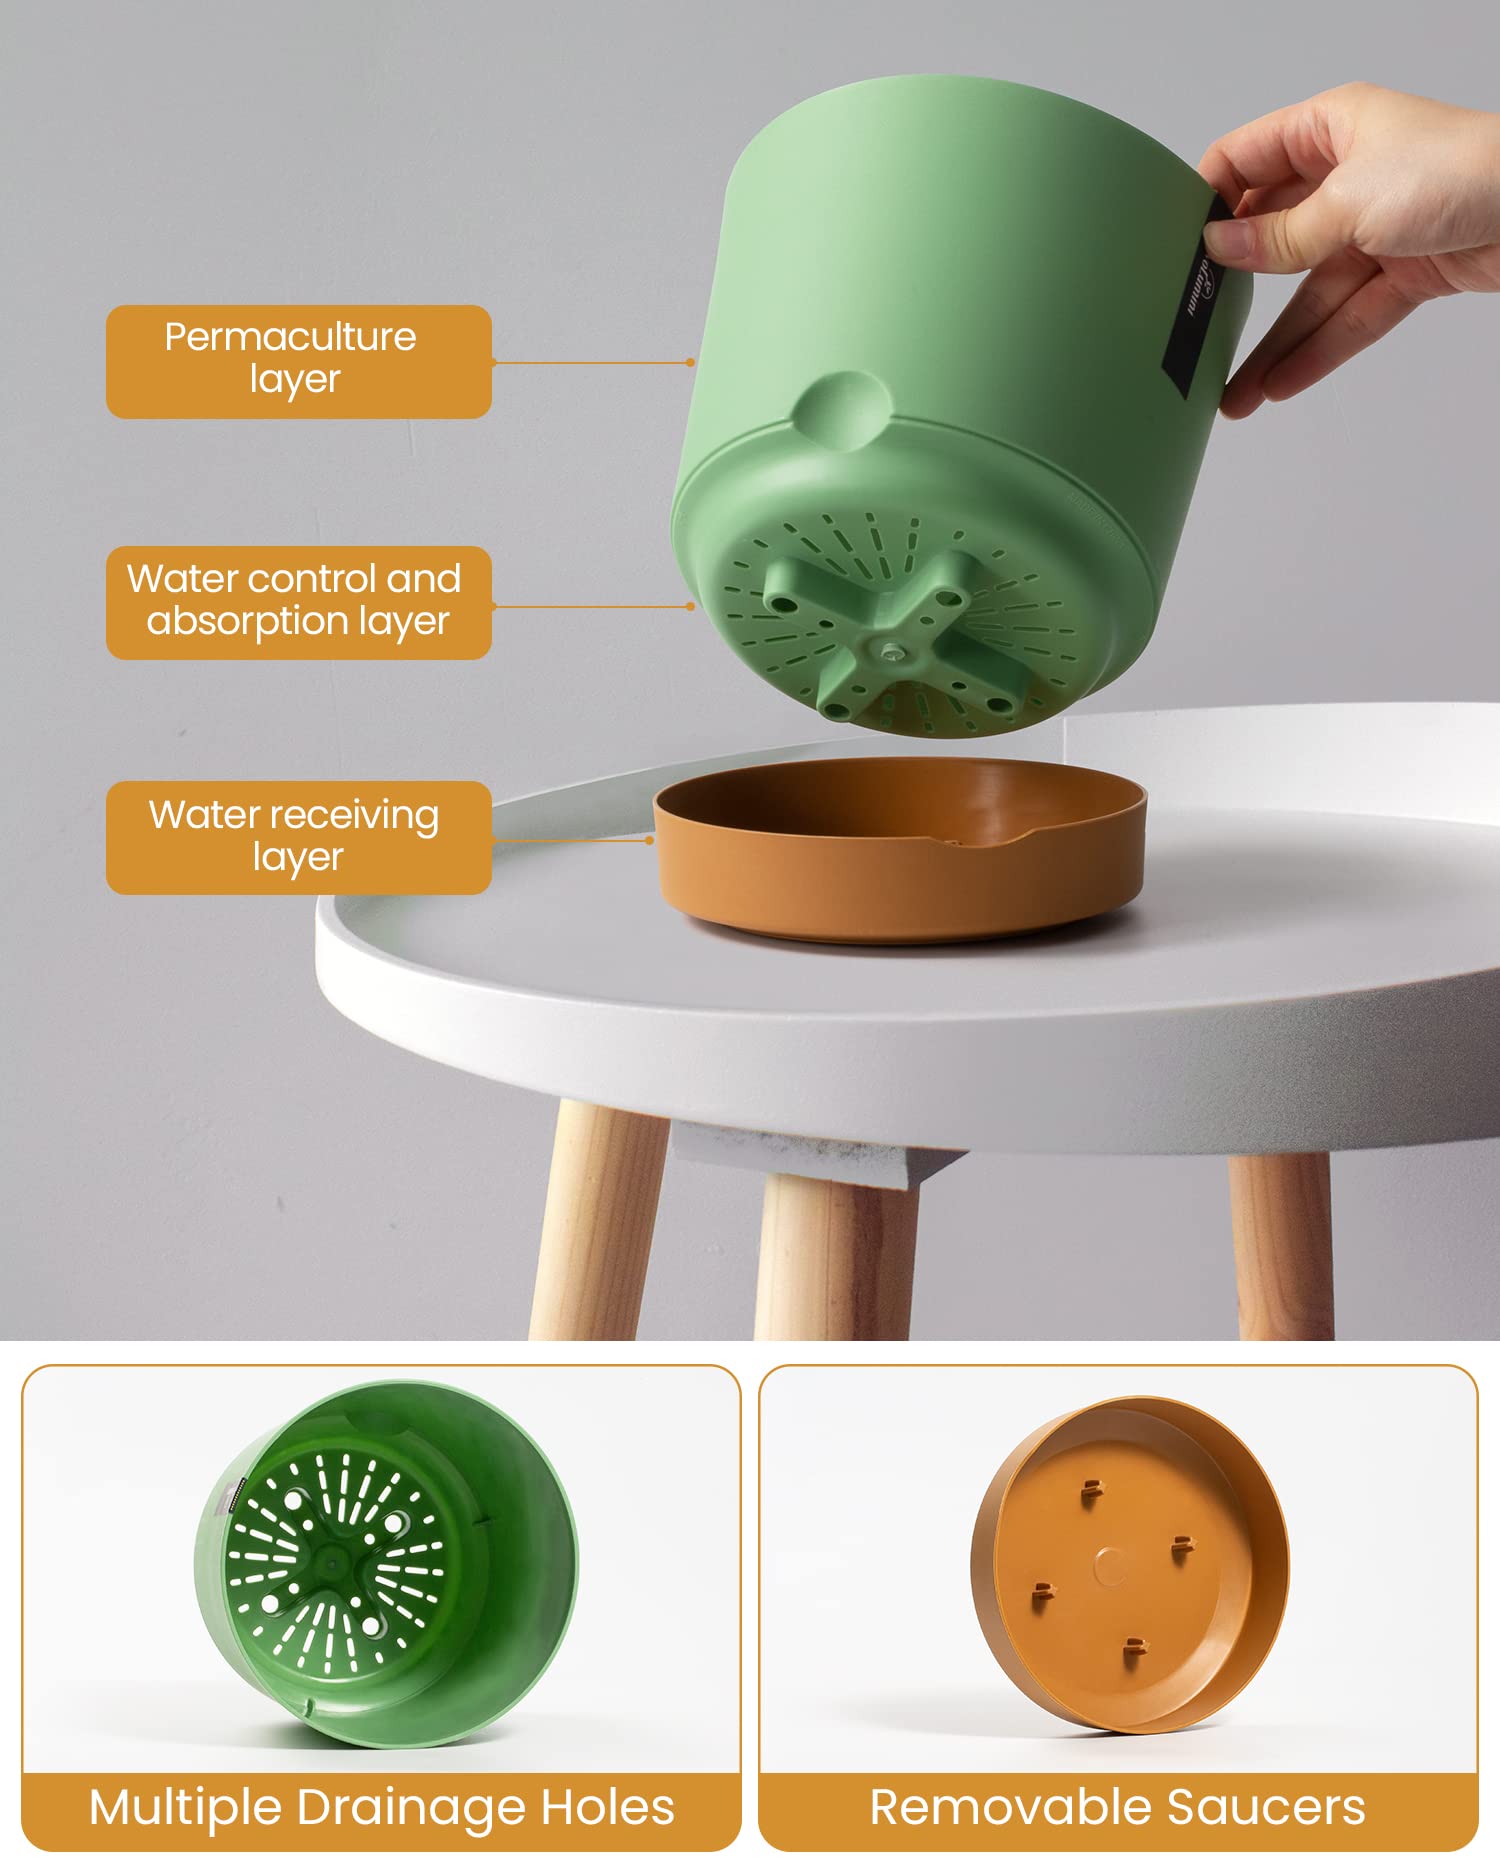 Permaculture
layer
Water control and
absorption layer
Water receiving
layer
Multiple Drainage Holes
Removable Saucers